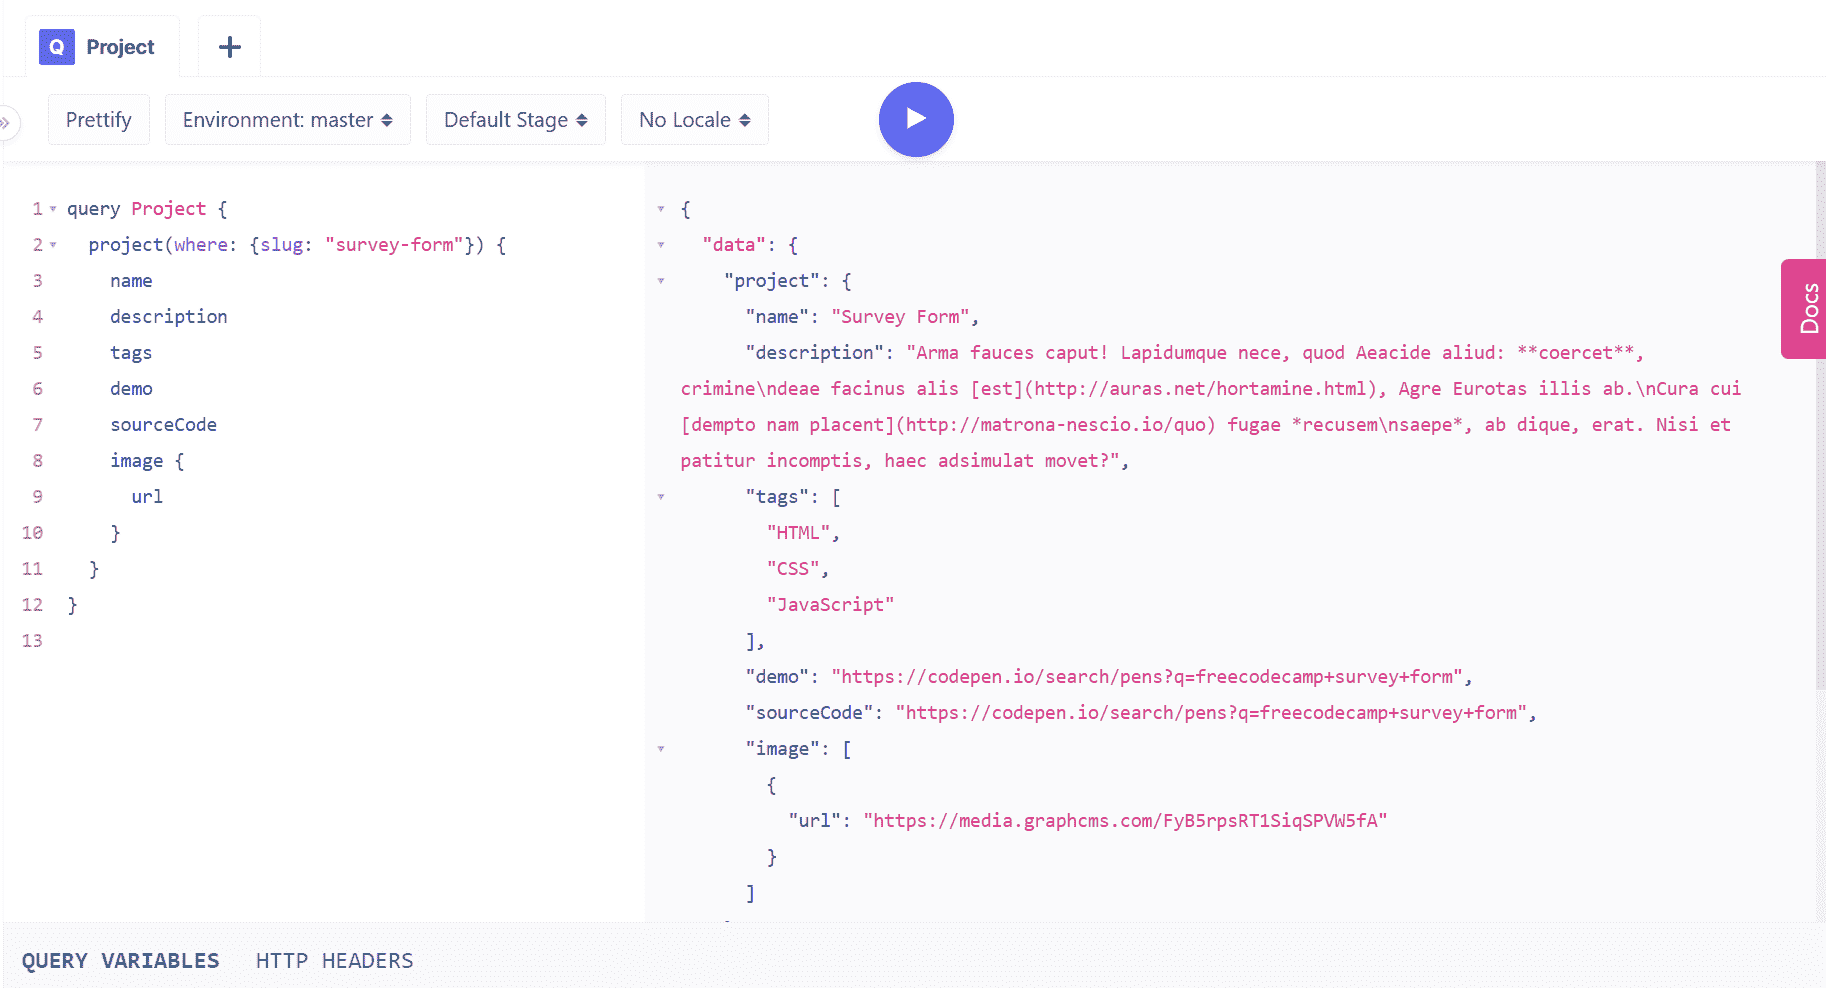 Q Project +
Prettify Environment: master Default Stage No Locale
1 query Project {
2 project(where: {slug: "survey-form"}) {
3 name
4 description
5 tags
6 demo
7 sourceCode
8 image {
9 url
10 }
11 }
12 }
13
{
"data": {
"project": {
"name": "Survey Form",
"description": "Arma fauces caput! Lapidumque nece, quod Aeacide aliud: **coercet**,
crimine\ndeae facinus alis [est](http://auras.net/hortamine.html), Agre Eurotas illis ab.\nCura cui
[dempto nam placent](http://matrona-nescio.io/quo) fugae *recusem\nsaepe*, ab dique, erat. Nisi et
patitur incomptis, haec adsimulat movet?",
"tags": [
"HTML",
"CSS",
"JavaScript"
],
"demo": "https://codepen.io/search/pens?q=freecodecamp+survey+form",
"sourceCode": "https://codepen.io/search/pens?q=freecodecamp+survey+form",
"image": [
{
"url": "https://media.graphcms.com/FyB5rpsRT1SiqSPVW5fA"
}
]
Docs
QUERY VARIABLES HTTP HEADERS